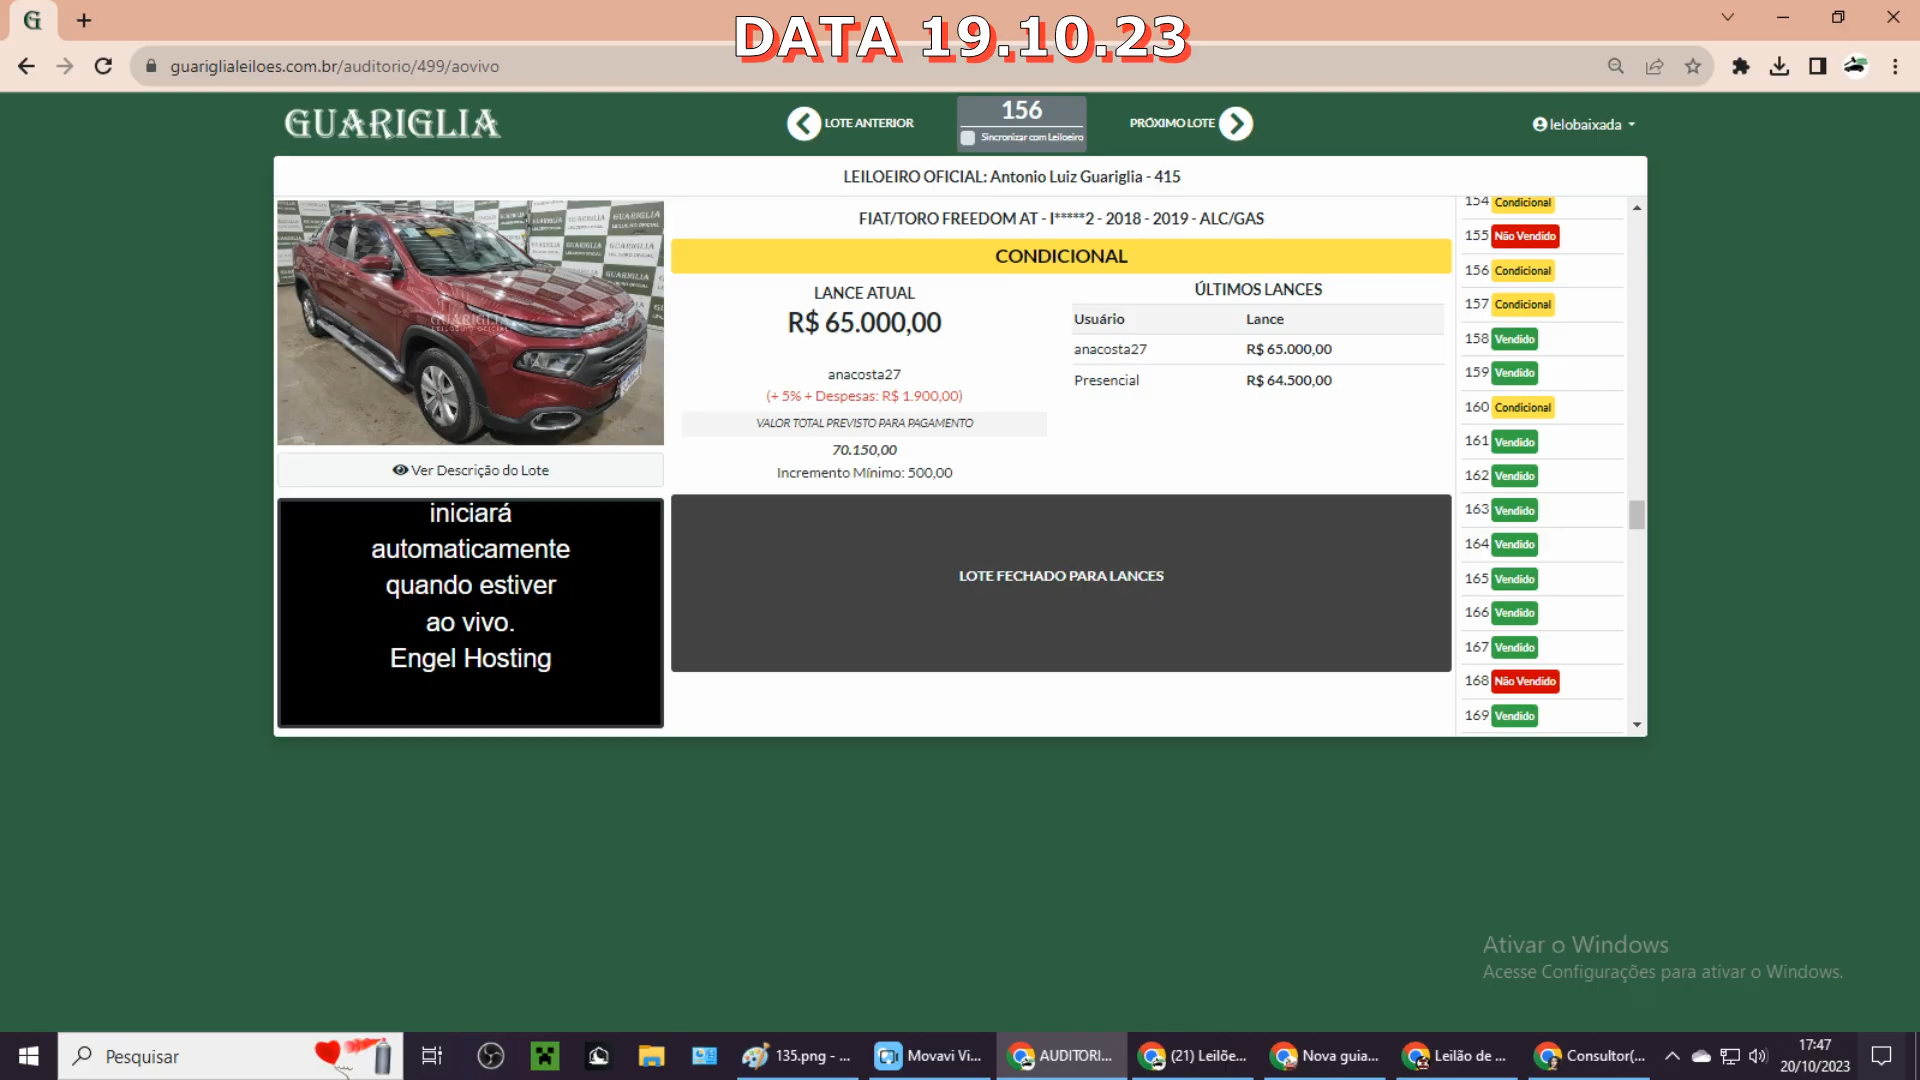 DATA 19.10.23
guariglialeiloes.com.br/auditorio/499/aovivo
GUARIGLIA
LOTE ANTERIOR
156
Sincronizar com Leiloeiro
PRÓXIMO LOTE
lelobaixada
LEILOEIRO OFICIAL: Antonio Luiz Guariglia - 415
FIAT/TORO FREEDOM AT - I*****2 - 2018 - 2019 - ALC/GAS
CONDICIONAL
LANCE ATUAL
R$ 65.000,00
anacosta27
(+ 5% + Despesas: R$ 1.900,00)
VALOR TOTAL PREVISTO PARA PAGAMENTO
70.150,00
Incremento Mínimo: 500,00
ÚLTIMOS LANCES
Usuário Lance
anacosta27 R$ 65.000,00
Presencial R$ 64.500,00
Ver Descrição do Lote
iniciará
automaticamente
quando estiver
ao vivo.
Engel Hosting
LOTE FECHADO PARA LANCES
154 Condicional
155 Não Vendido
156 Condicional
157 Condicional
158 Vendido
159 Vendido
160 Condicional
161 Vendido
162 Vendido
163 Vendido
164 Vendido
165 Vendido
166 Vendido
167 Vendido
168 Não Vendido
169 Vendido
Ativar o Windows
Acesse Configurações para ativar o Windows.
Pesquisar
135.png - ...
Movavi Vi...
AUDITORI...
(21) Leilõe...
Nova guia...
Leilão de ...
Consultor(...
17:47
20/10/2023